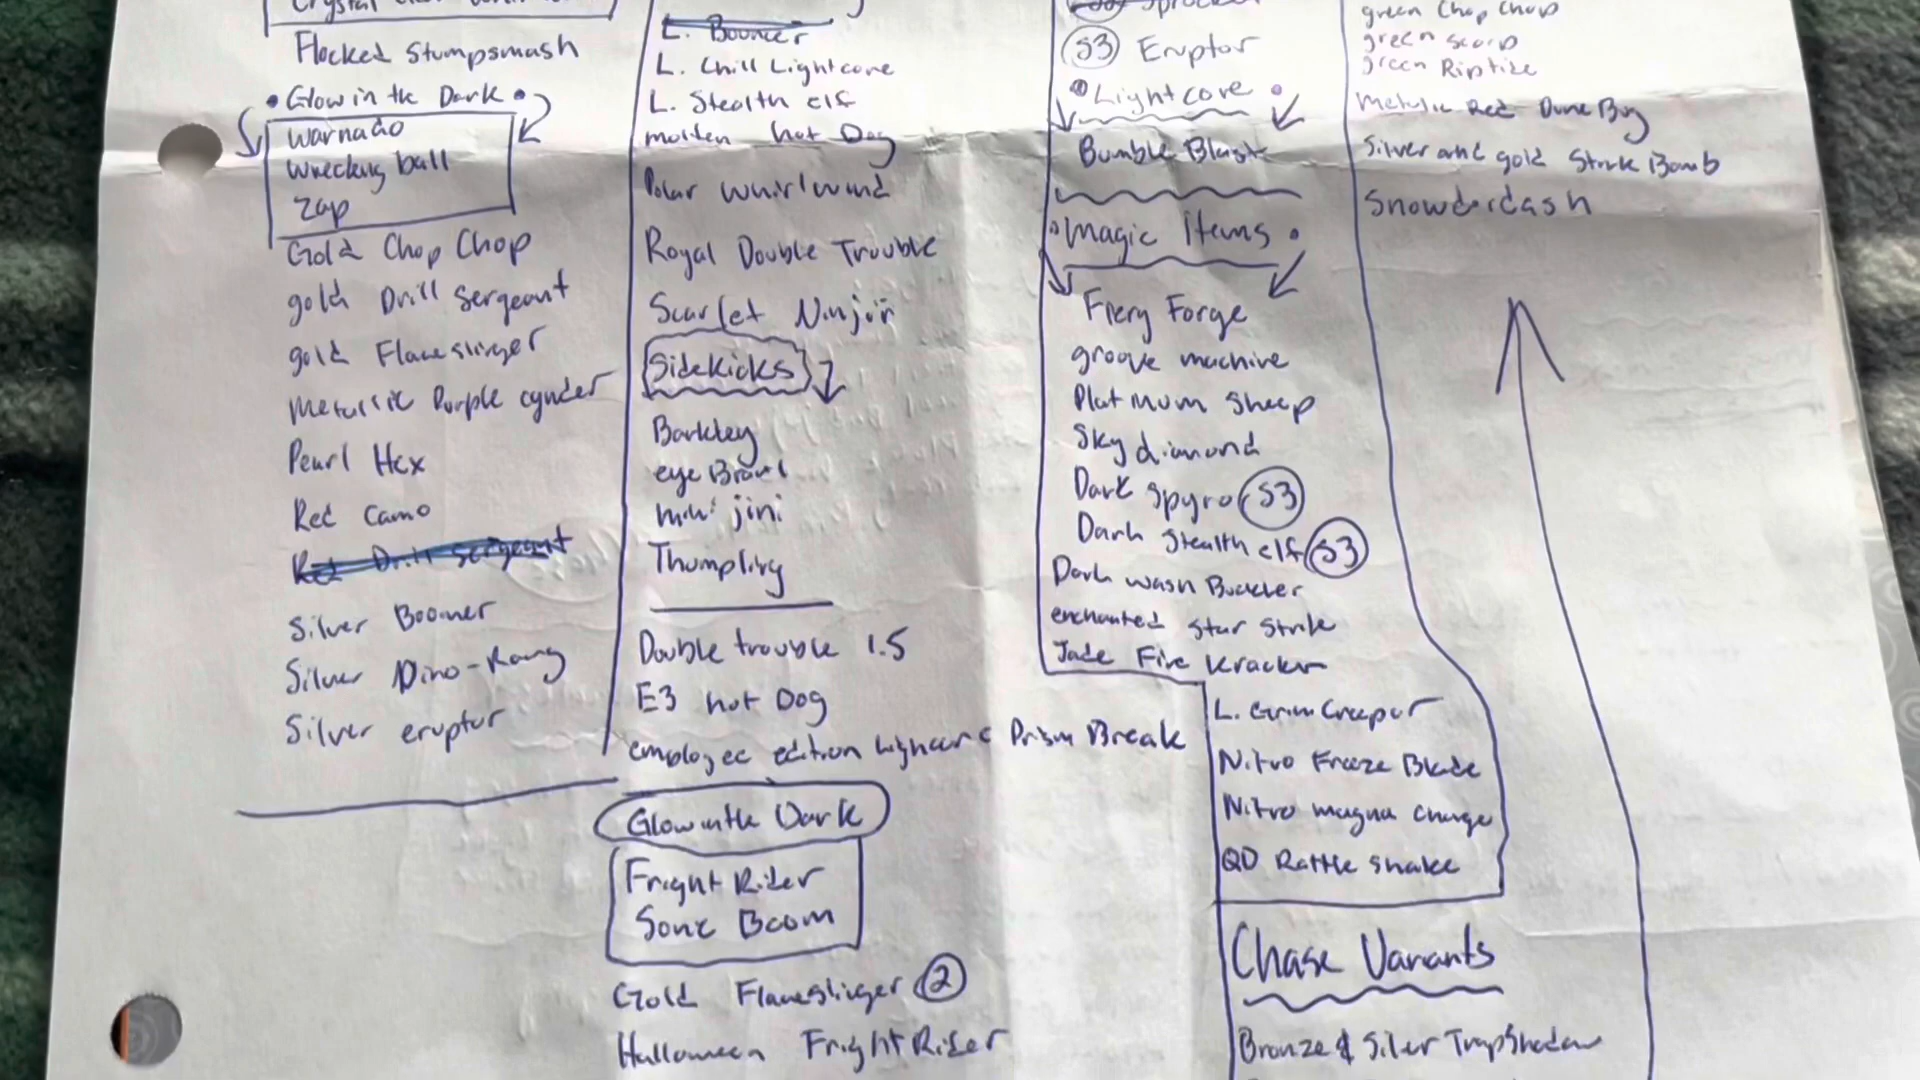 Flocked Stumpsmash
Glow in the Dark
Warnado
Wrecking ball
Zap
Gold Chop Chop
gold Drill Sergeant
gold Flameslinger
Metallic Purple cynder
Pearl Hex
Red Camo
Red Drill Sergeant
Silver Boomer
Silver Dino-Rang
Silver eruptor
L. Bouncer
L. Chill Lightcore
L. Stealth elf
molten hot Dog
Polar Whirlwind
Royal Double Trouble
Scarlet Ninjini
Sidekicks
Barkley
eye Brawl
mini jini
Thumpling
Double trouble 1.5
E3 hot Dog
employee edition Lightcore Prism Break
Glow in the Dark
Fright Rider
Sonic Boom
Gold Flameslinger 2
Halloween Fright Rider
S3 Eruptor
Lightcore
Bumble Blast
Magic Items
Fiery Forge
groove machine
Platinum Sheep
Sky diamond
Dark Spyro S3
Dark Stealth elf S3
Dark wash Buckler
enchanted Star Strike
Jade Fire Kraken
L. Grim Creeper
Nitro Freeze Blade
Nitro magna charge
QD Rattle Shake
Chase Variants
Bronze & Silver Trap Shadow
green Chop Chop
green Scorp
green Riptide
Metallic Red Dune Bug
Silver and gold Stink Bomb
Snowderdash